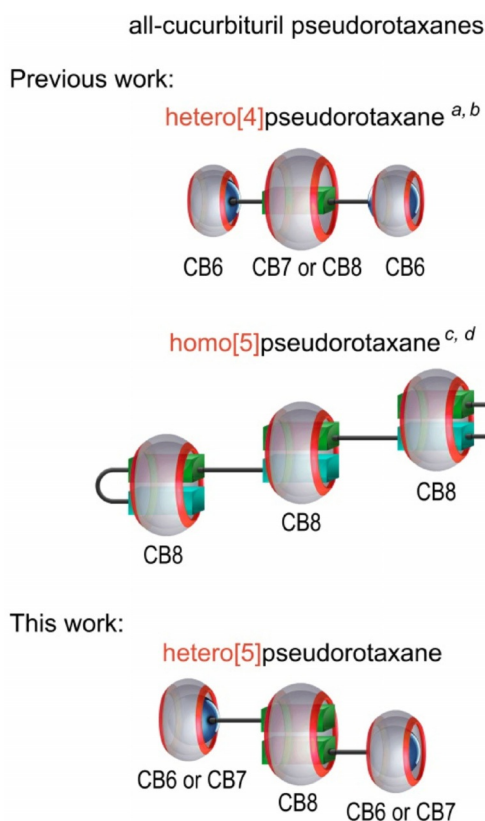 all-cucurbituril pseudorotaxanes
Previous work:
hetero[4]pseudorotaxane a, b
CB6 CB7 or CB8 CB6
homo[5]pseudorotaxane c, d
CB8
CB8
CB8
This work:
hetero[5]pseudorotaxane
CB6 or CB7
CB8
CB6 or CB7